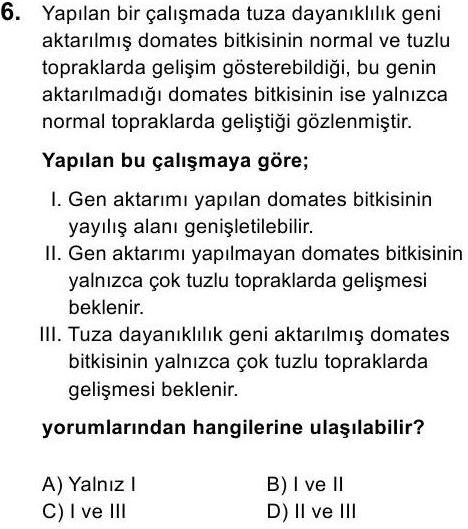 6. Yapılan bir çalışmada tuza dayanıklılık geni
aktarılmış domates bitkisinin normal ve tuzlu
topraklarda gelişim gösterebildiği, bu genin
aktarılmadığı domates bitkisinin ise yalnızca
normal topraklarda geliştiği gözlenmiştir.
Yapılan bu çalışmaya göre;
I. Gen aktarımı yapılan domates bitkisinin
yayılış alanı genişletilebilir.
II. Gen aktarımı yapılmayan domates bitkisinin
yalnızca çok tuzlu topraklarda gelişmesi
beklenir.
III. Tuza dayanıklılık geni aktarılmış domates
bitkisinin yalnızca çok tuzlu topraklarda
gelişmesi beklenir.
yorumlarından hangilerine ulaşılabilir?
A) Yalnız I B) I ve II
C) I ve III D) II ve III